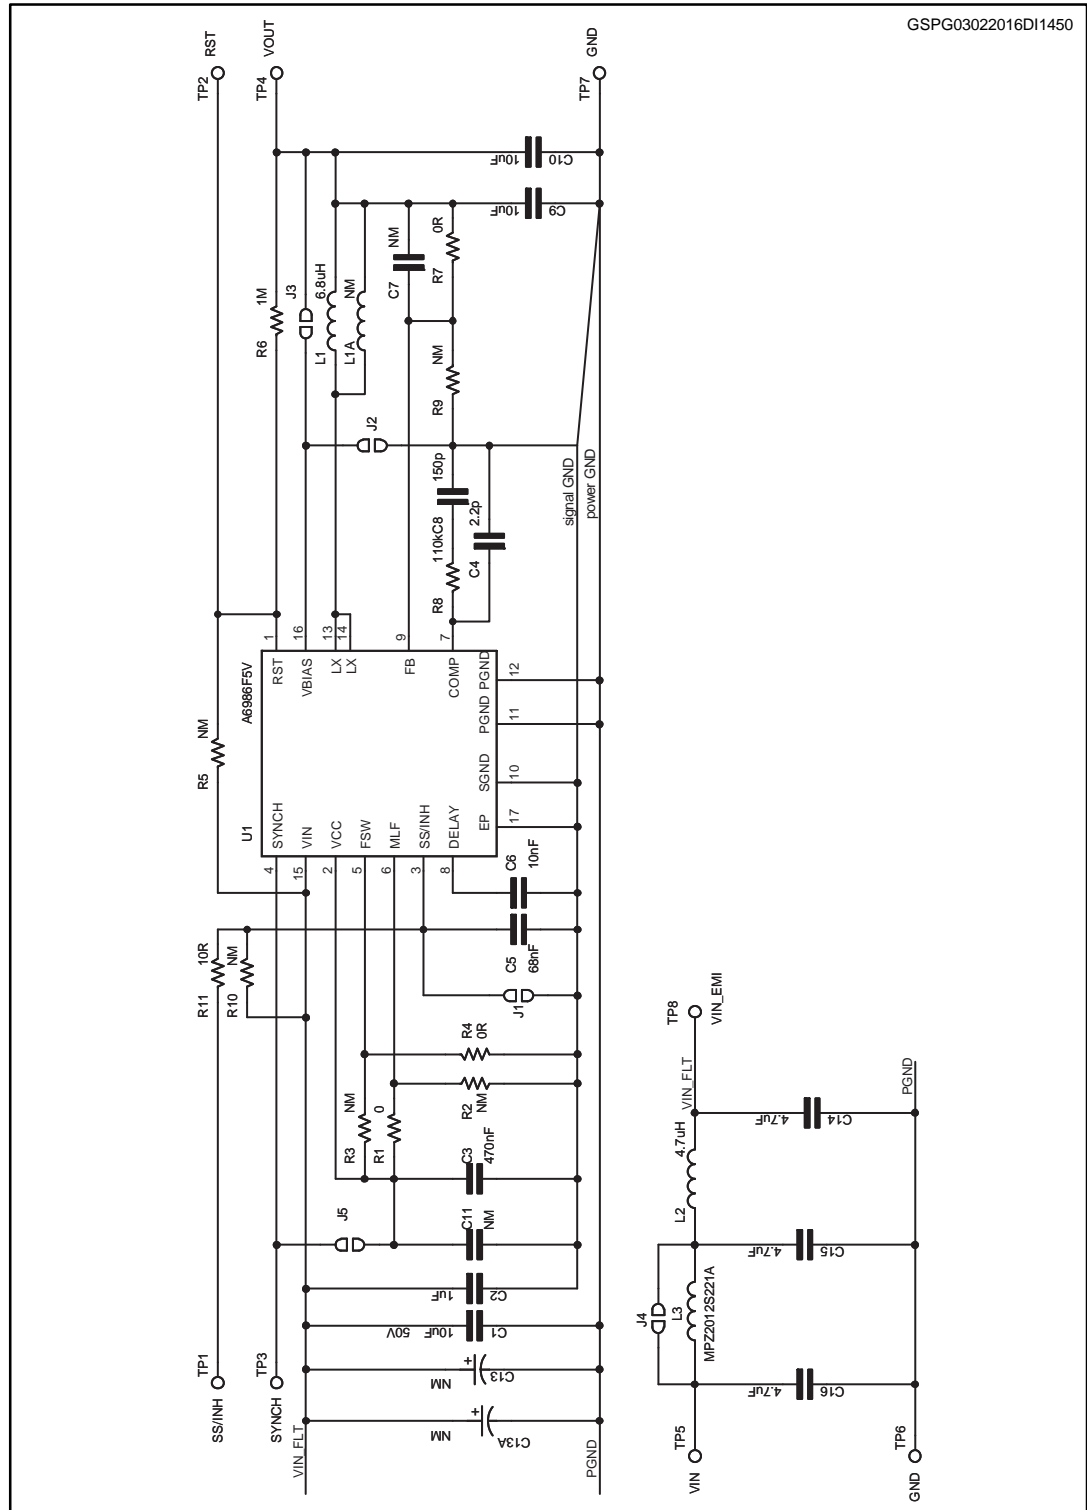 GSPG03022016DI1450
TP2 RST
TP4 VOUT
TP7 GND
10uF C10
10uF C9
R6 1M
J3
L1 6.8uH
L1A NM
C7 NM
R7 0R
R9 NM
J2
150p
110k C8
R8
C4 2.2p
signal GND
power GND
R5 NM
U1 A6986F5V
1 RST
16 VBIAS
13 LX
14 LX
9 FB
7 COMP
12 PGND
11 PGND
10 SGND
17 EP
4 SYNCH
15 VIN
2 VCC
5 FSW
6 MLF
3 SS/INH
8 DELAY
C6 10nF
C5 68nF
R11 10R
R10 NM
J1
R4 0R
R2 NM
R3 NM
R1 0
C3 470nF
J5
C11 NM
1uF C2
50V 10uF C1
NM + C13
NM + C13A
TP1 SS/INH
TP3 SYNCH
VIN_FLT
PGND
TP8 VIN_EMI
VIN_FLT
PGND
4.7uF C14
L2 4.7uH
4.7uF C15
J4
L3 MPZ2012S221A
4.7uF C16
TP5 VIN
TP6 GND